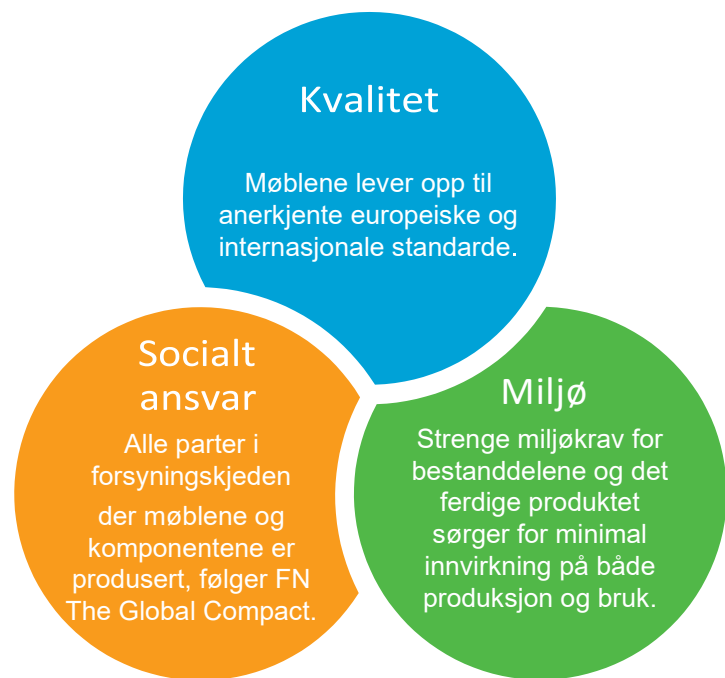 Kvalitet
Møblene lever opp til
anerkjente europeiske og
internasjonale standarde.
Socialt
ansvar
Alle parter i
forsyningskjeden
der møblene og
komponentene er
produsert, følger FN
The Global Compact.
Miljø
Strenge miljøkrav for
bestanddelene og det
ferdige produktet
sørger for minimal
innvirkning på både
produksjon og bruk.